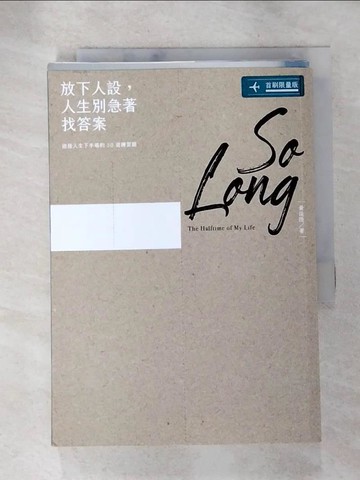 放下人設，
人生別急著
找答案
首刷限量版
So
Long
The Halftime of My Life